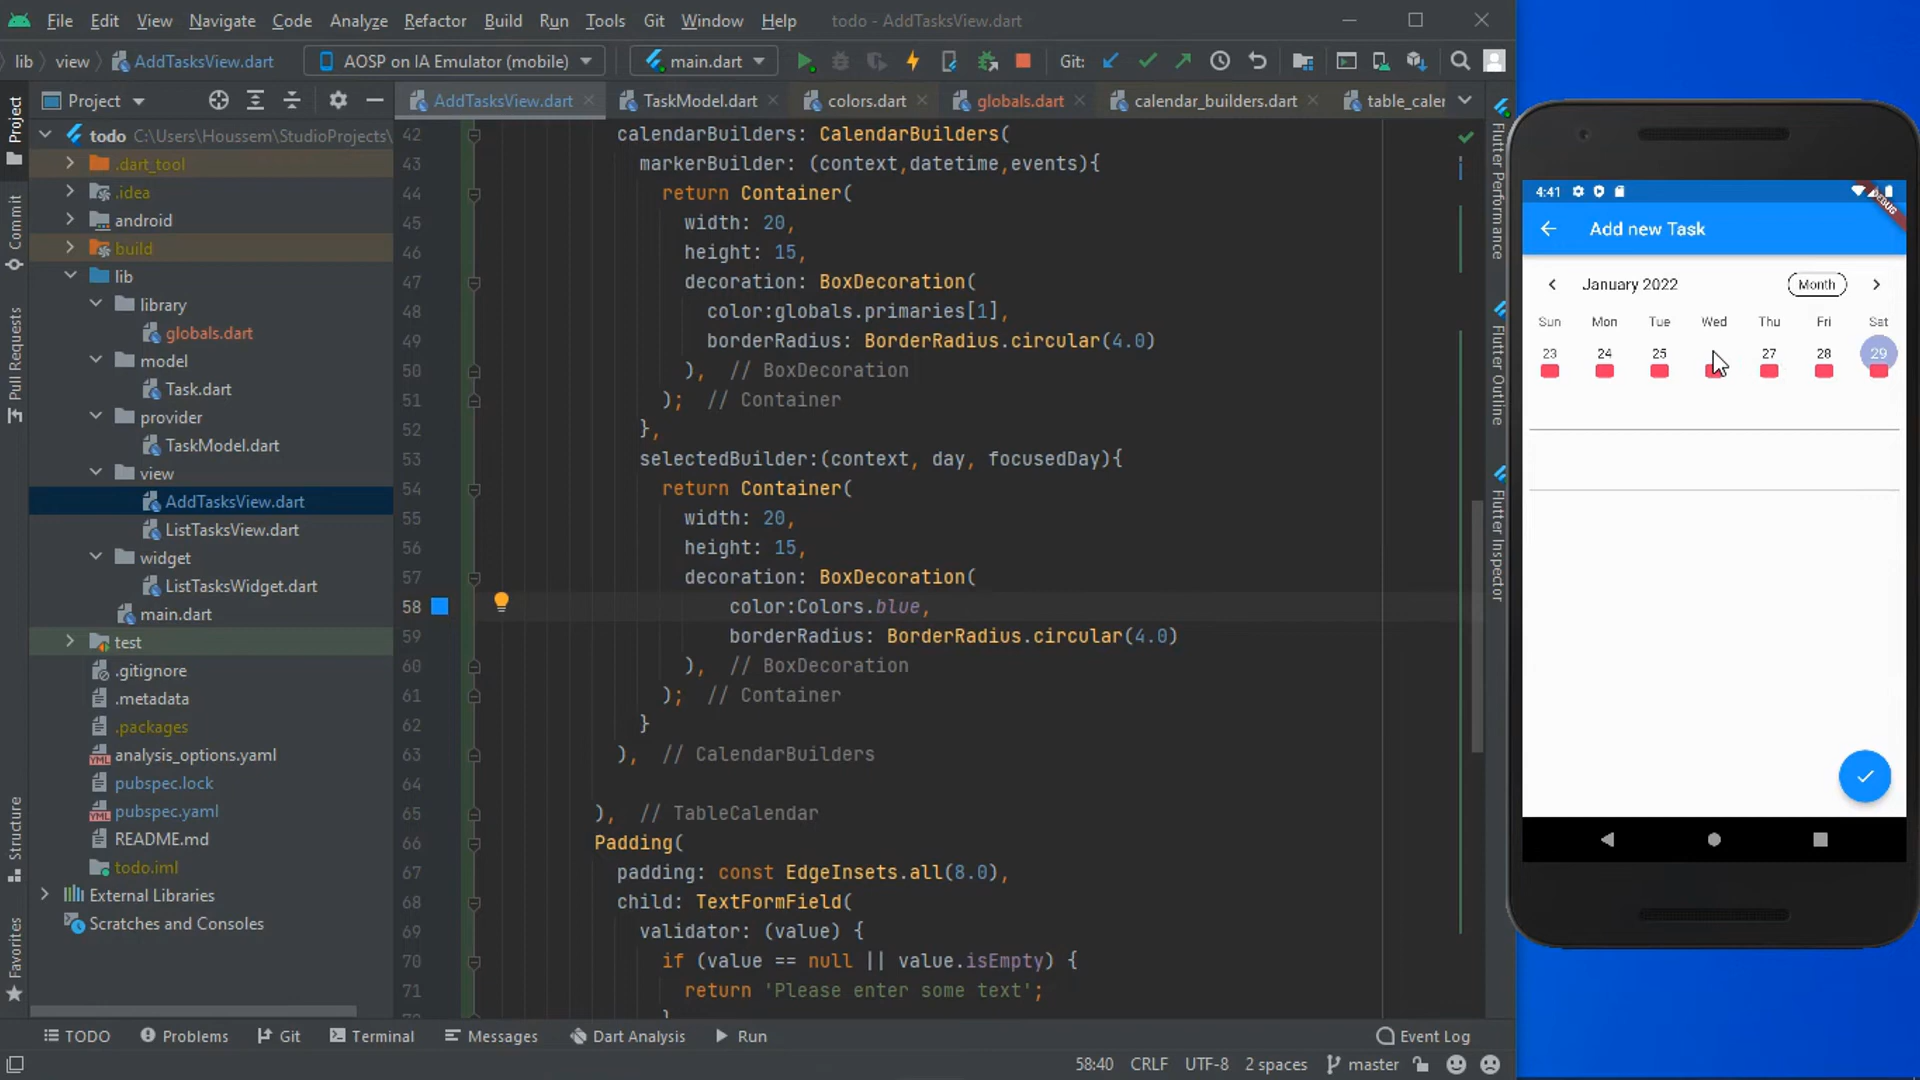 File Edit View Navigate Code Analyze Refactor Build Run Tools Git Window Help todo - AddTasksView.dart
lib view AddTasksView.dart AOSP on IA Emulator (mobile) main.dart Git:
Project AddTasksView.dart TaskModel.dart colors.dart globals.dart calendar_builders.dart table_caler
todo C:\Users\Houssem\StudioProjects\
.dart_tool
.idea
android
build
lib
library
globals.dart
model
Task.dart
provider
TaskModel.dart
view
AddTasksView.dart
ListTasksView.dart
widget
ListTasksWidget.dart
main.dart
test
.gitignore
.metadata
.packages
analysis_options.yaml
pubspec.lock
pubspec.yaml
README.md
todo.iml
External Libraries
Scratches and Consoles
Project
Commit
Pull Requests
Structure
Favorites
42 calendarBuilders: CalendarBuilders(
43 markerBuilder: (context,datetime,events){
44 return Container(
45 width: 20,
46 height: 15,
47 decoration: BoxDecoration(
48 color:globals.primaries[1],
49 borderRadius: BorderRadius.circular(4.0)
50 ), // BoxDecoration
51 ); // Container
52 },
53 selectedBuilder:(context, day, focusedDay){
54 return Container(
55 width: 20,
56 height: 15,
57 decoration: BoxDecoration(
58 color:Colors.blue,
59 borderRadius: BorderRadius.circular(4.0)
60 ), // BoxDecoration
61 ); // Container
62 }
63 ), // CalendarBuilders
64
65 ), // TableCalendar
66 Padding(
67 padding: const EdgeInsets.all(8.0),
68 child: TextFormField(
69 validator: (value) {
70 if (value == null || value.isEmpty) {
71 return 'Please enter some text';
}
Flutter Performance
Flutter Outline
Flutter Inspector
4:41
DEBUG
Add new Task
January 2022 Month
Sun Mon Tue Wed Thu Fri Sat
23 24 25 27 28 29
TODO Problems Git Terminal Messages Dart Analysis Run Event Log
58:40 CRLF UTF-8 2 spaces master